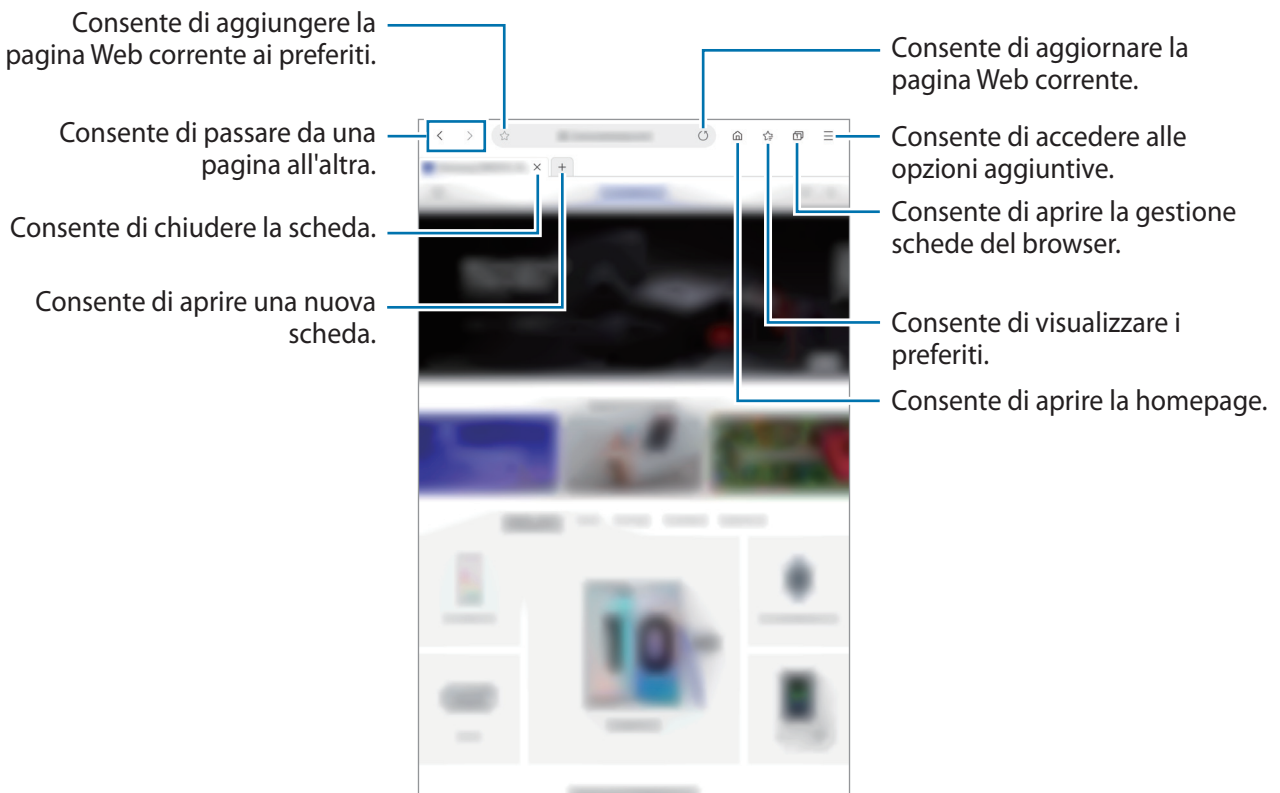 Consente di aggiungere la
pagina Web corrente ai preferiti.
Consente di passare da una
pagina all'altra.
Consente di chiudere la scheda.
Consente di aprire una nuova
scheda.
Consente di aggiornare la
pagina Web corrente.
Consente di accedere alle
opzioni aggiuntive.
Consente di aprire la gestione
schede del browser.
Consente di visualizzare i
preferiti.
Consente di aprire la homepage.